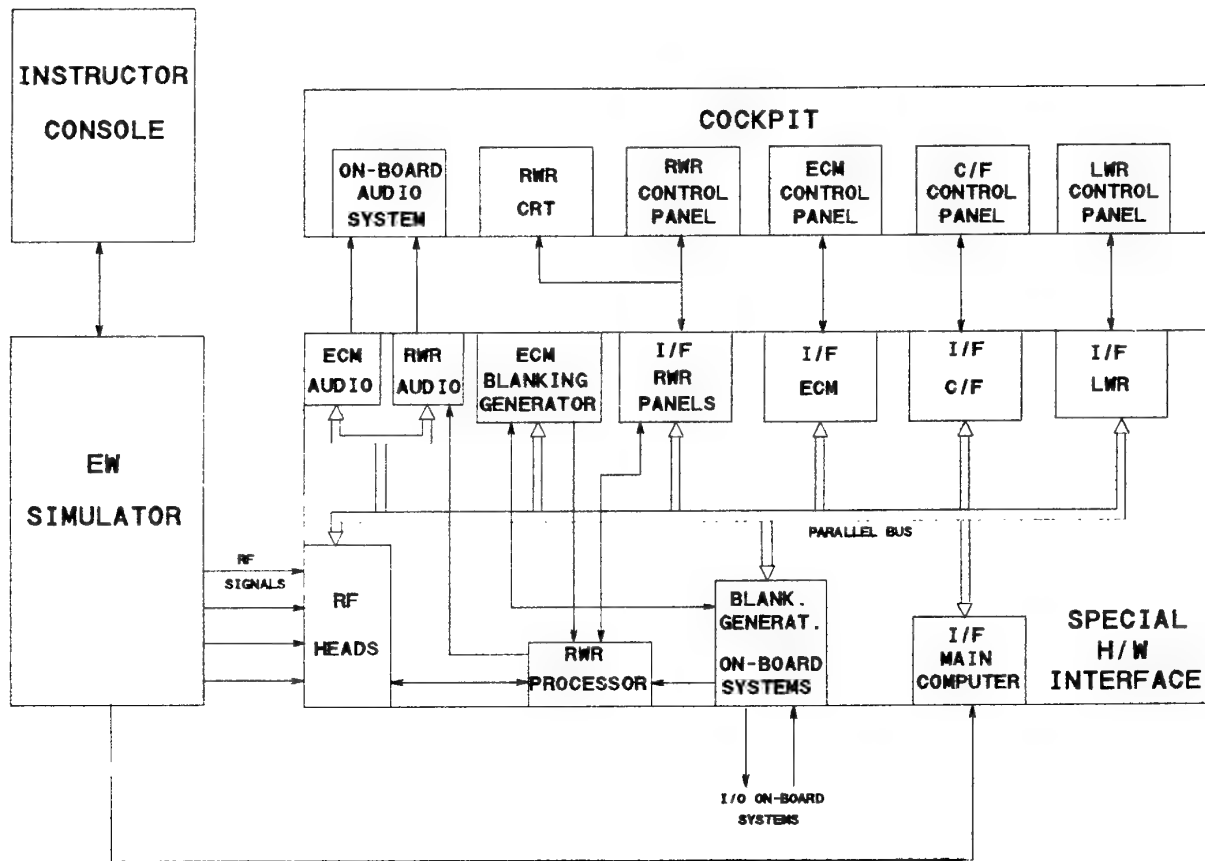 INSTRUCTOR
CONSOLE
COCKPIT
ON-BOARD
AUDIO
SYSTEM
RWR
CRT
RWR
CONTROL
PANEL
ECM
CONTROL
PANEL
C/F
CONTROL
PANEL
LWR
CONTROL
PANEL
EW
SIMULATOR
ECM
AUDIO
RWR
AUDIO
ECM
BLANKING
GENERATOR
I/F
RWR
PANELS
I/F
ECM
I/F
C/F
I/F
LWR
PARALLEL BUS
RF
SIGNALS
RF
HEADS
RWR
PROCESSOR
BLANK.
GENERAT.
ON-BOARD
SYSTEMS
I/F
MAIN
COMPUTER
SPECIAL
H/W
INTERFACE
I/O ON-BOARD
SYSTEMS